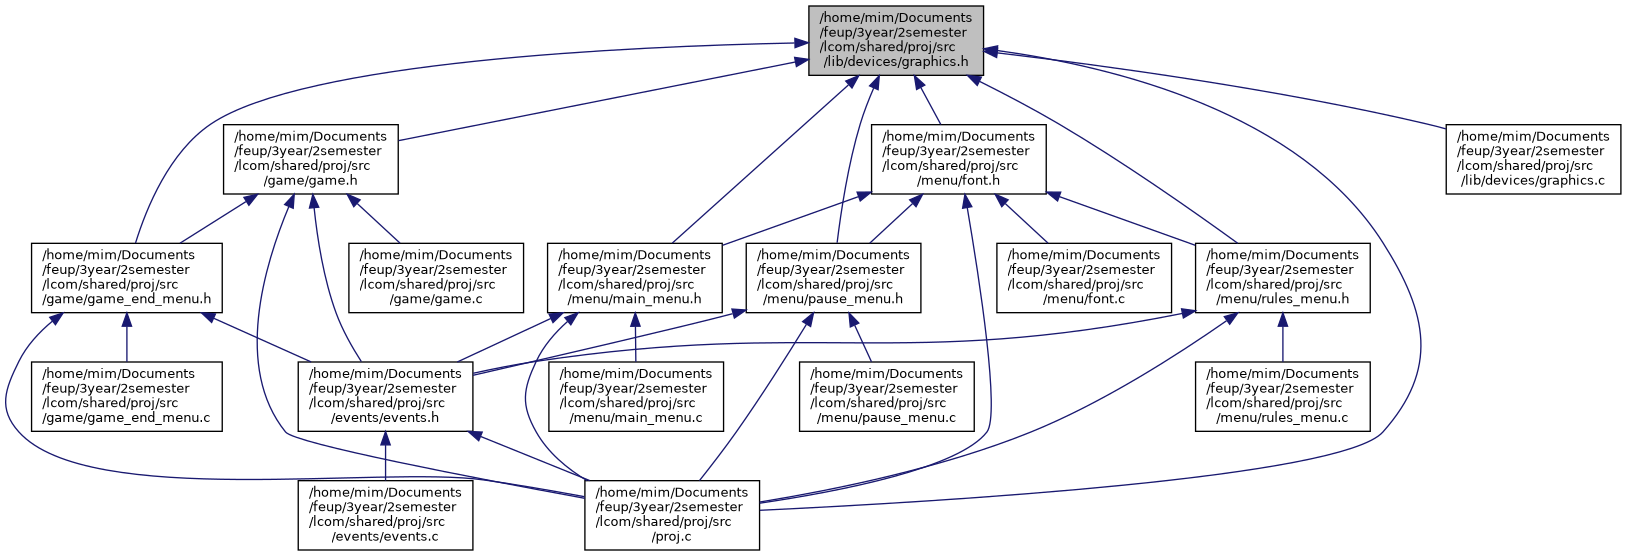 /home/mim/Documents
/feup/3year/2semester
/lcom/shared/proj/src
/lib/devices/graphics.h
/home/mim/Documents
/feup/3year/2semester
/lcom/shared/proj/src
/game/game.h
/home/mim/Documents
/feup/3year/2semester
/lcom/shared/proj/src
/menu/font.h
/home/mim/Documents
/feup/3year/2semester
/lcom/shared/proj/src
/lib/devices/graphics.c
/home/mim/Documents
/feup/3year/2semester
/lcom/shared/proj/src
/game/game_end_menu.h
/home/mim/Documents
/feup/3year/2semester
/lcom/shared/proj/src
/game/game.c
/home/mim/Documents
/feup/3year/2semester
/lcom/shared/proj/src
/menu/main_menu.h
/home/mim/Documents
/feup/3year/2semester
/lcom/shared/proj/src
/menu/pause_menu.h
/home/mim/Documents
/feup/3year/2semester
/lcom/shared/proj/src
/menu/font.c
/home/mim/Documents
/feup/3year/2semester
/lcom/shared/proj/src
/menu/rules_menu.h
/home/mim/Documents
/feup/3year/2semester
/lcom/shared/proj/src
/game/game_end_menu.c
/home/mim/Documents
/feup/3year/2semester
/lcom/shared/proj/src
/events/events.h
/home/mim/Documents
/feup/3year/2semester
/lcom/shared/proj/src
/menu/main_menu.c
/home/mim/Documents
/feup/3year/2semester
/lcom/shared/proj/src
/menu/pause_menu.c
/home/mim/Documents
/feup/3year/2semester
/lcom/shared/proj/src
/menu/rules_menu.c
/home/mim/Documents
/feup/3year/2semester
/lcom/shared/proj/src
/events/events.c
/home/mim/Documents
/feup/3year/2semester
/lcom/shared/proj/src
/proj.c